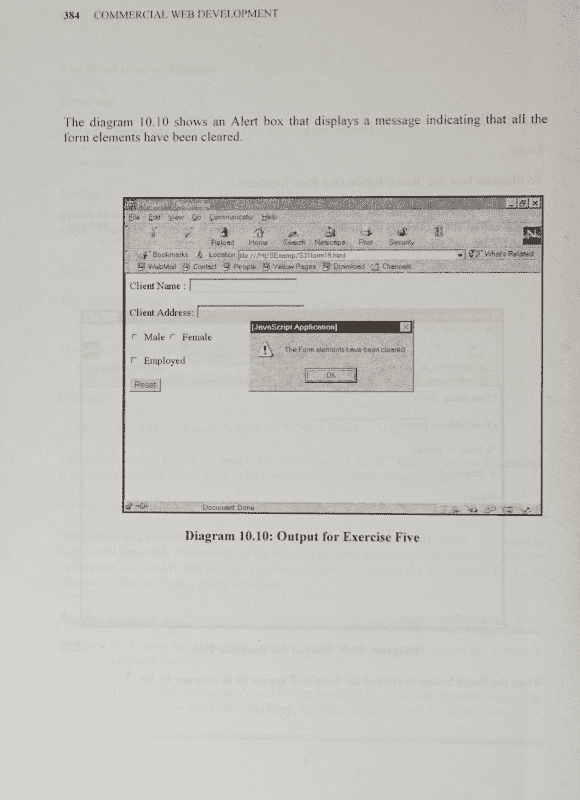 384 COMMERCIAL WEB DEVELOPMENT
The diagram 10.10 shows an Alert box that displays a message indicating that all the
form elements have been cleared.
File Edit View Go Communicator Help
Reload Home Search Netscape Print Security
Bookmarks Location What's Related
WebMail Contact People Yellow Pages Download Channels
Client Name :
Client Address:
[JavaScript Application]
Male Female
The Form elements have been cleared
Employed
OK
Reset
Document Done
Diagram 10.10: Output for Exercise Five